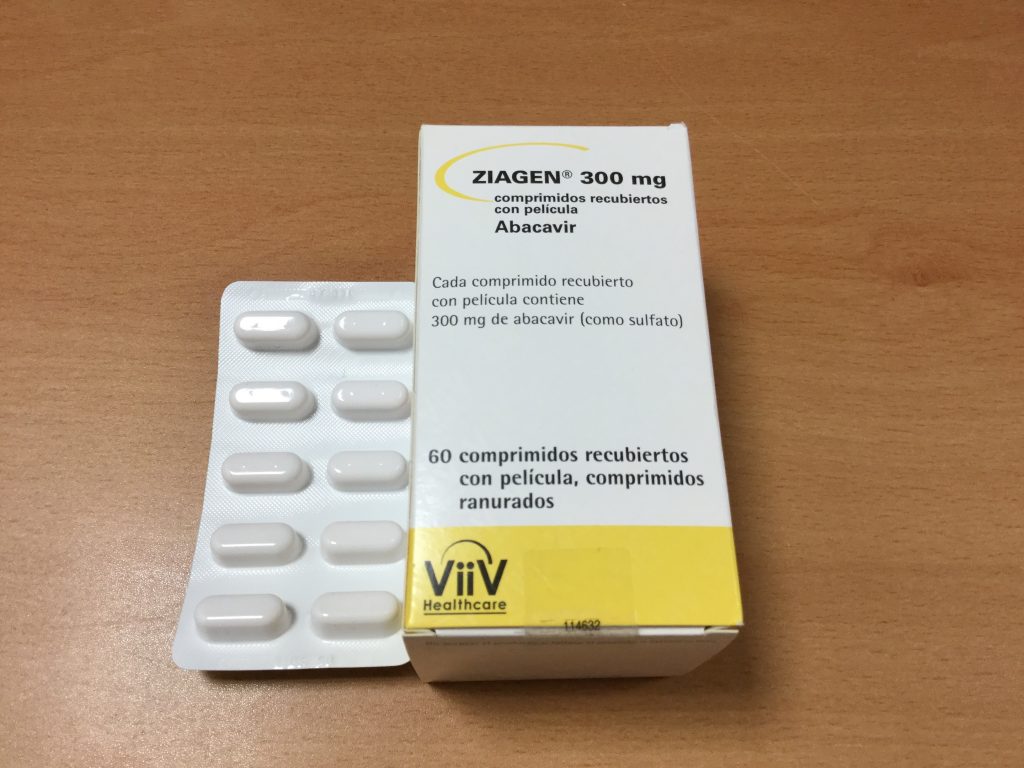 ZIAGEN® 300 mg
comprimidos recubiertos
con película
Abacavir
Cada comprimido recubierto
con película contiene
300 mg de abacavir (como sulfato)
60 comprimidos recubiertos
con película, comprimidos
ranurados
ViiV
Healthcare
114632